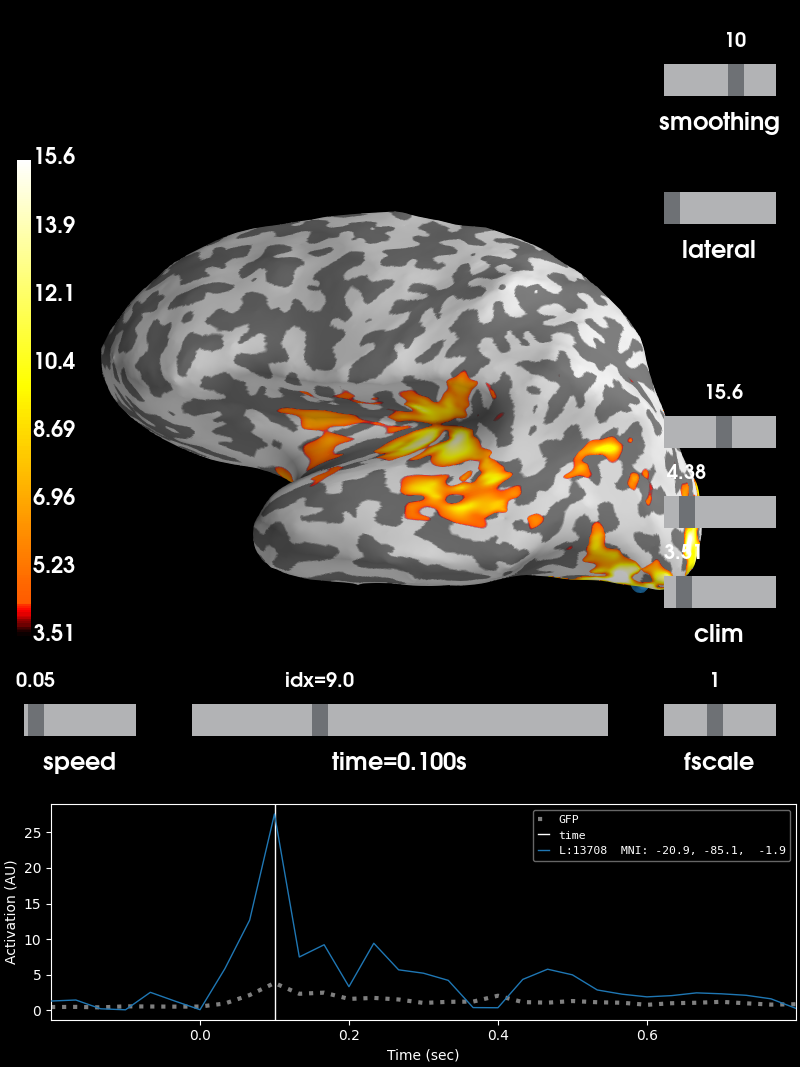 10
smoothing
lateral
15.6
13.9
12.1
10.4
8.69
6.96
5.23
3.51
15.6
4.38
3.51
clim
0.05
speed
idx=9.0
time=0.100s
1
fscale
Activation (AU)
25
20
15
10
5
0
GFP
time
L:13708 MNI: -20.9, -85.1, -1.9
0.0 0.2 0.4 0.6
Time (sec)